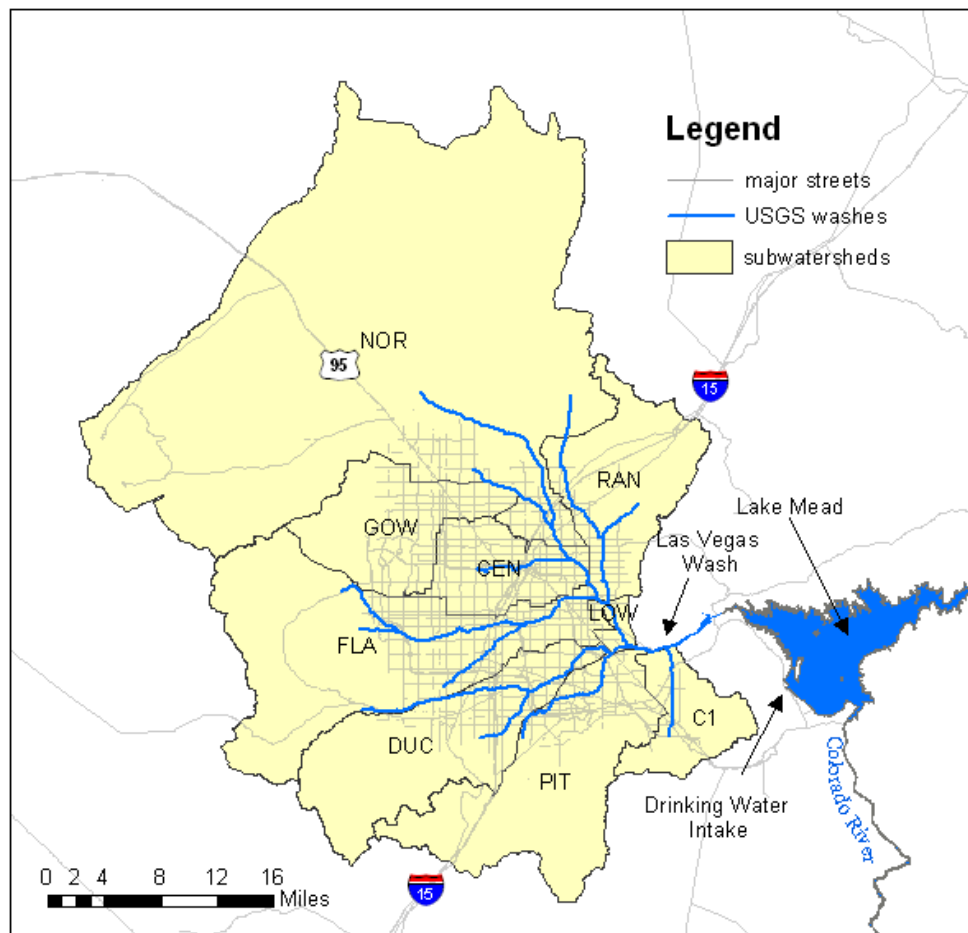 Legend
major streets
USGS washes
subwatersheds
NOR
95
15
RAN
GOW
Lake Mead
Las Vegas
Wash
CEN
LOW
FLA
C1
DUC
PIT
Drinking Water
Intake
Colorado River
0 2 4 8 12 16
Miles
15